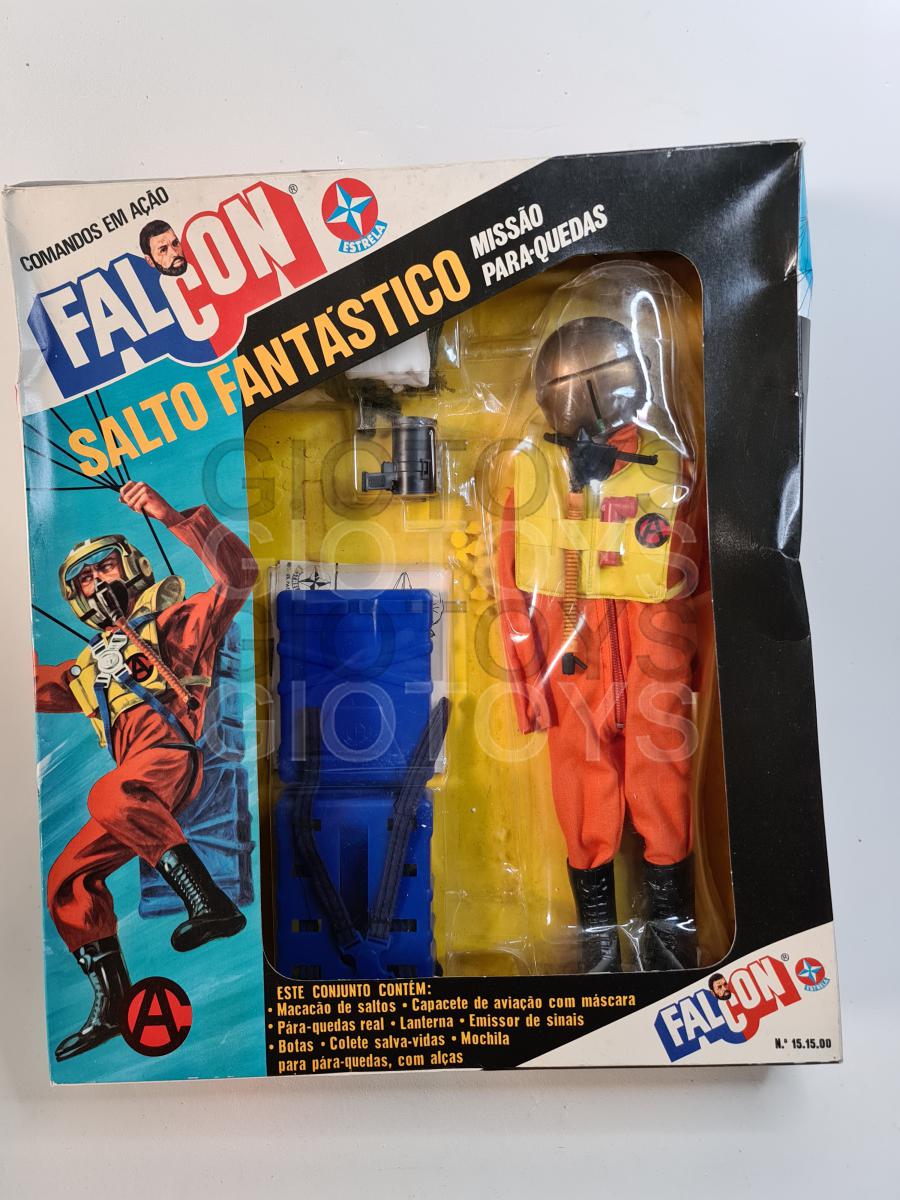 COMANDOS EM AÇÃO
FALCON®
ESTRELA
SALTO FANTÁSTICO
MISSÃO
PARA-QUEDAS
GIOTOYS
GIOTOYS
GIOTOYS
GIOTOYS
A
A
A
ESTE CONJUNTO CONTÉM:
• Macacão de saltos • Capacete de aviação com máscara
• Pára-quedas real • Lanterna • Emissor de sinais
• Botas • Colete salva-vidas • Mochila
para pára-quedas, com alças
FALCON®
ESTRELA
N.º 15.15.00